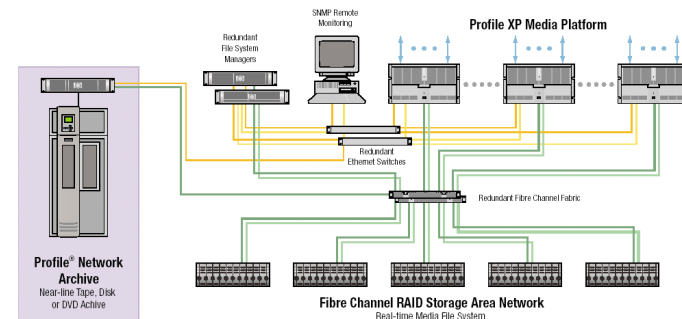 SNMP Remote
Monitoring
Profile XP Media Platform
Redundant
File System
Managers
Redundant
Ethernet Switches
Redundant Fibre Channel Fabric
Profile® Network
Archive
Near-line Tape, Disk
or DVD Achive
Fibre Channel RAID Storage Area Network
Real-time Media File System